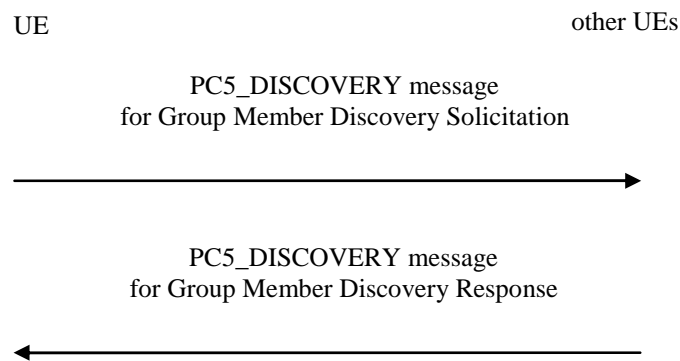 UE
other UEs
PC5_DISCOVERY message
for Group Member Discovery Solicitation
PC5_DISCOVERY message
for Group Member Discovery Response